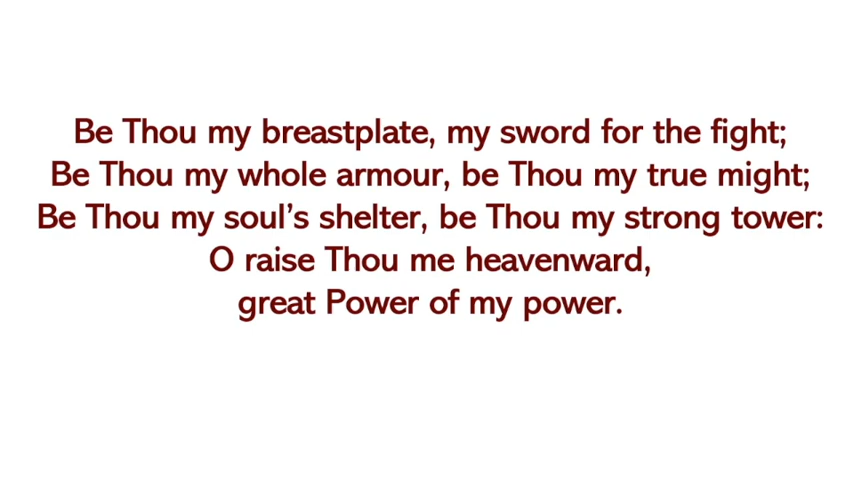 Be Thou my breastplate, my sword for the fight;
Be Thou my whole armour, be Thou my true might;
Be Thou my soul’s shelter, be Thou my strong tower:
O raise Thou me heavenward,
great Power of my power.